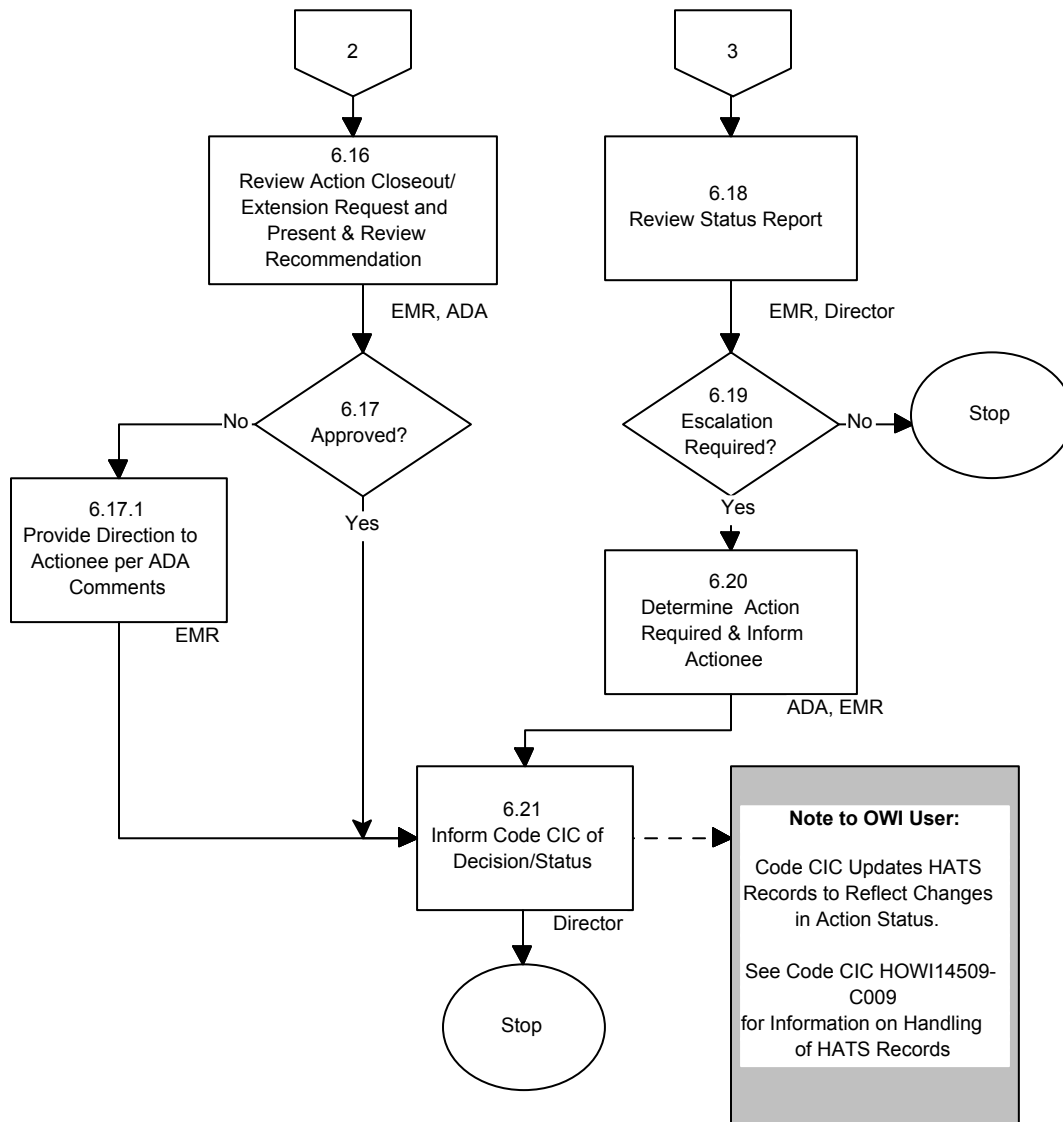 2
3
6.16
Review Action Closeout/
Extension Request and
Present & Review
Recommendation
EMR, ADA
6.18
Review Status Report
EMR, Director
6.17
Approved?
No
Yes
6.19
Escalation
Required?
No
Stop
Yes
6.17.1
Provide Direction to
Actionee per ADA
Comments
EMR
6.20
Determine Action
Required & Inform
Actionee
ADA, EMR
6.21
Inform Code CIC of
Decision/Status
Director
Stop
Note to OWI User:
Code CIC Updates HATS
Records to Reflect Changes
in Action Status.
See Code CIC HOWI14509-
C009
for Information on Handling
of HATS Records